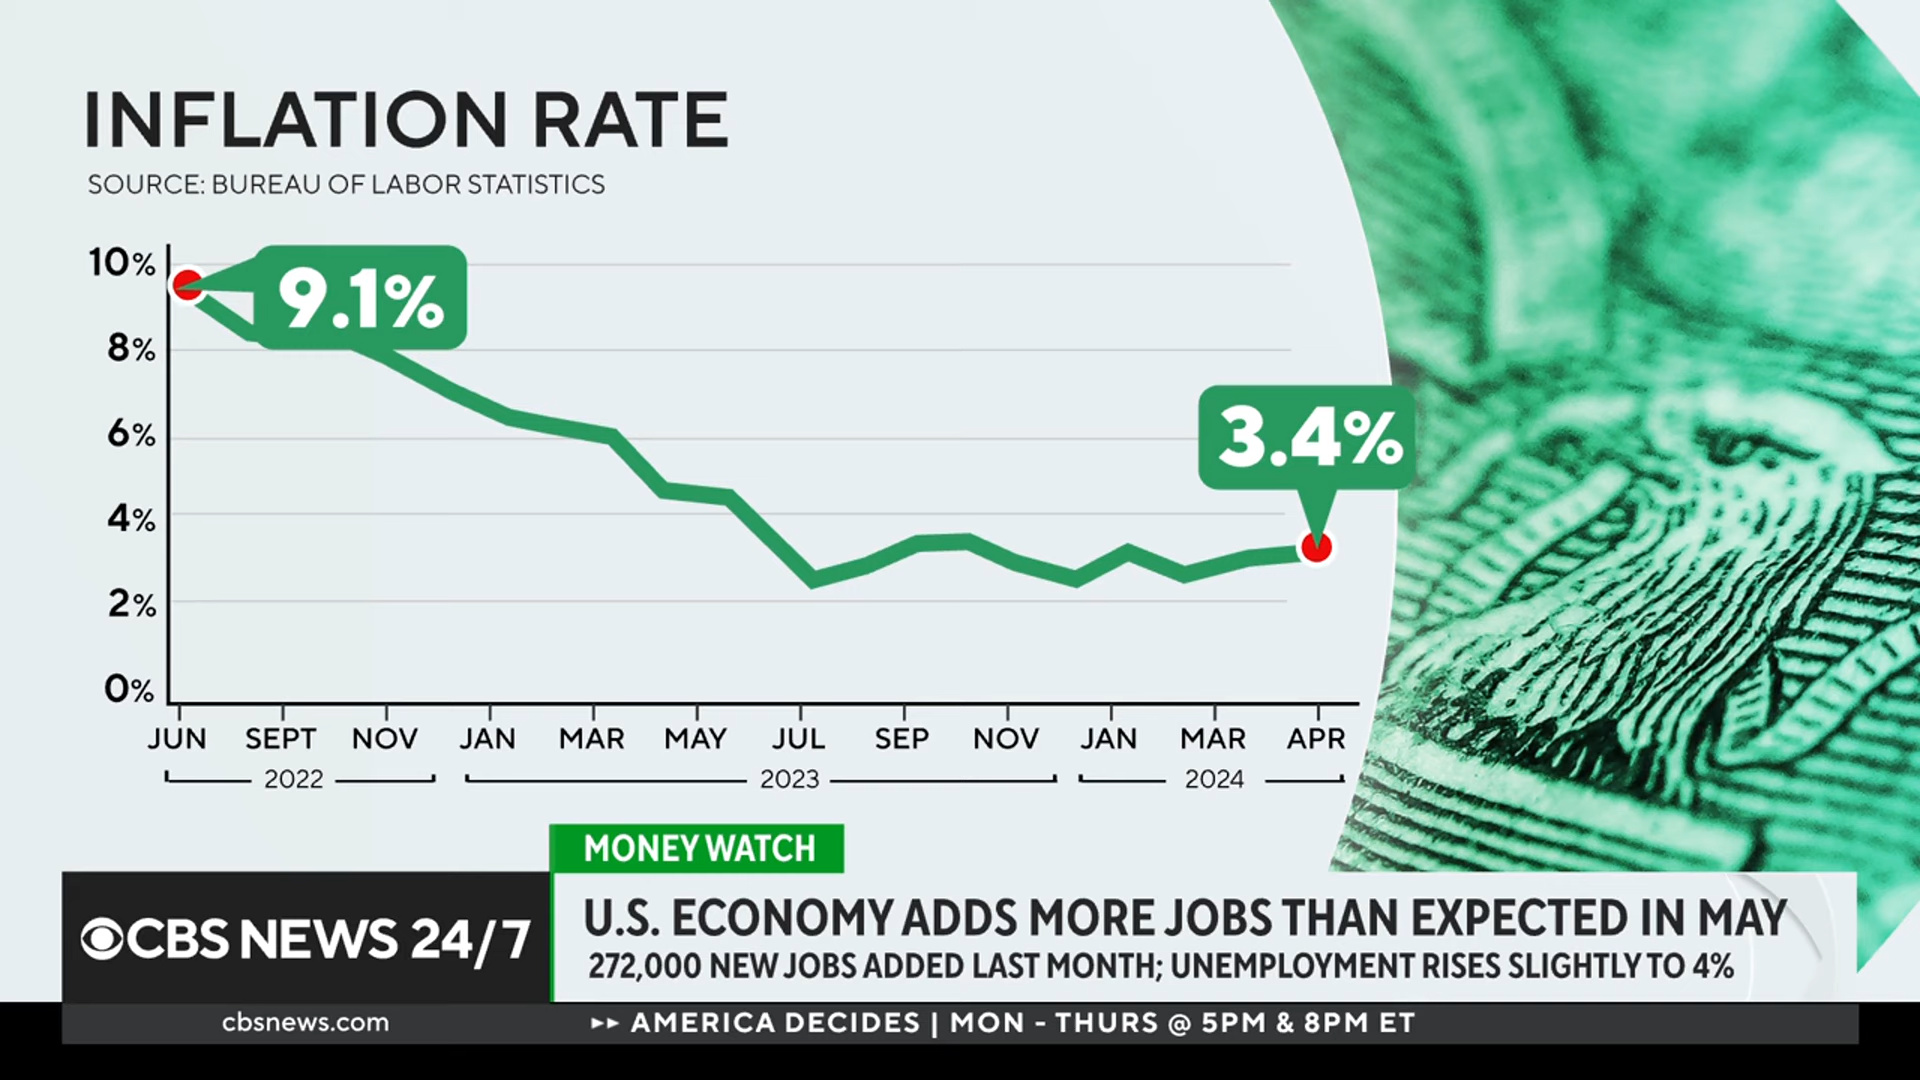 INFLATION RATE
SOURCE: BUREAU OF LABOR STATISTICS
10%
9.1%
8%
3.4%
6%
4%
2%
0%
JUN SEPT NOV JAN MAR MAY JUL SEP NOV JAN MAR APR
2022 2023 2024
MONEY WATCH
CBS NEWS 24/7
U.S. ECONOMY ADDS MORE JOBS THAN EXPECTED IN MAY
272,000 NEW JOBS ADDED LAST MONTH; UNEMPLOYMENT RISES SLIGHTLY TO 4%
cbsnews.com
AMERICA DECIDES | MON - THURS @ 5PM & 8PM ET